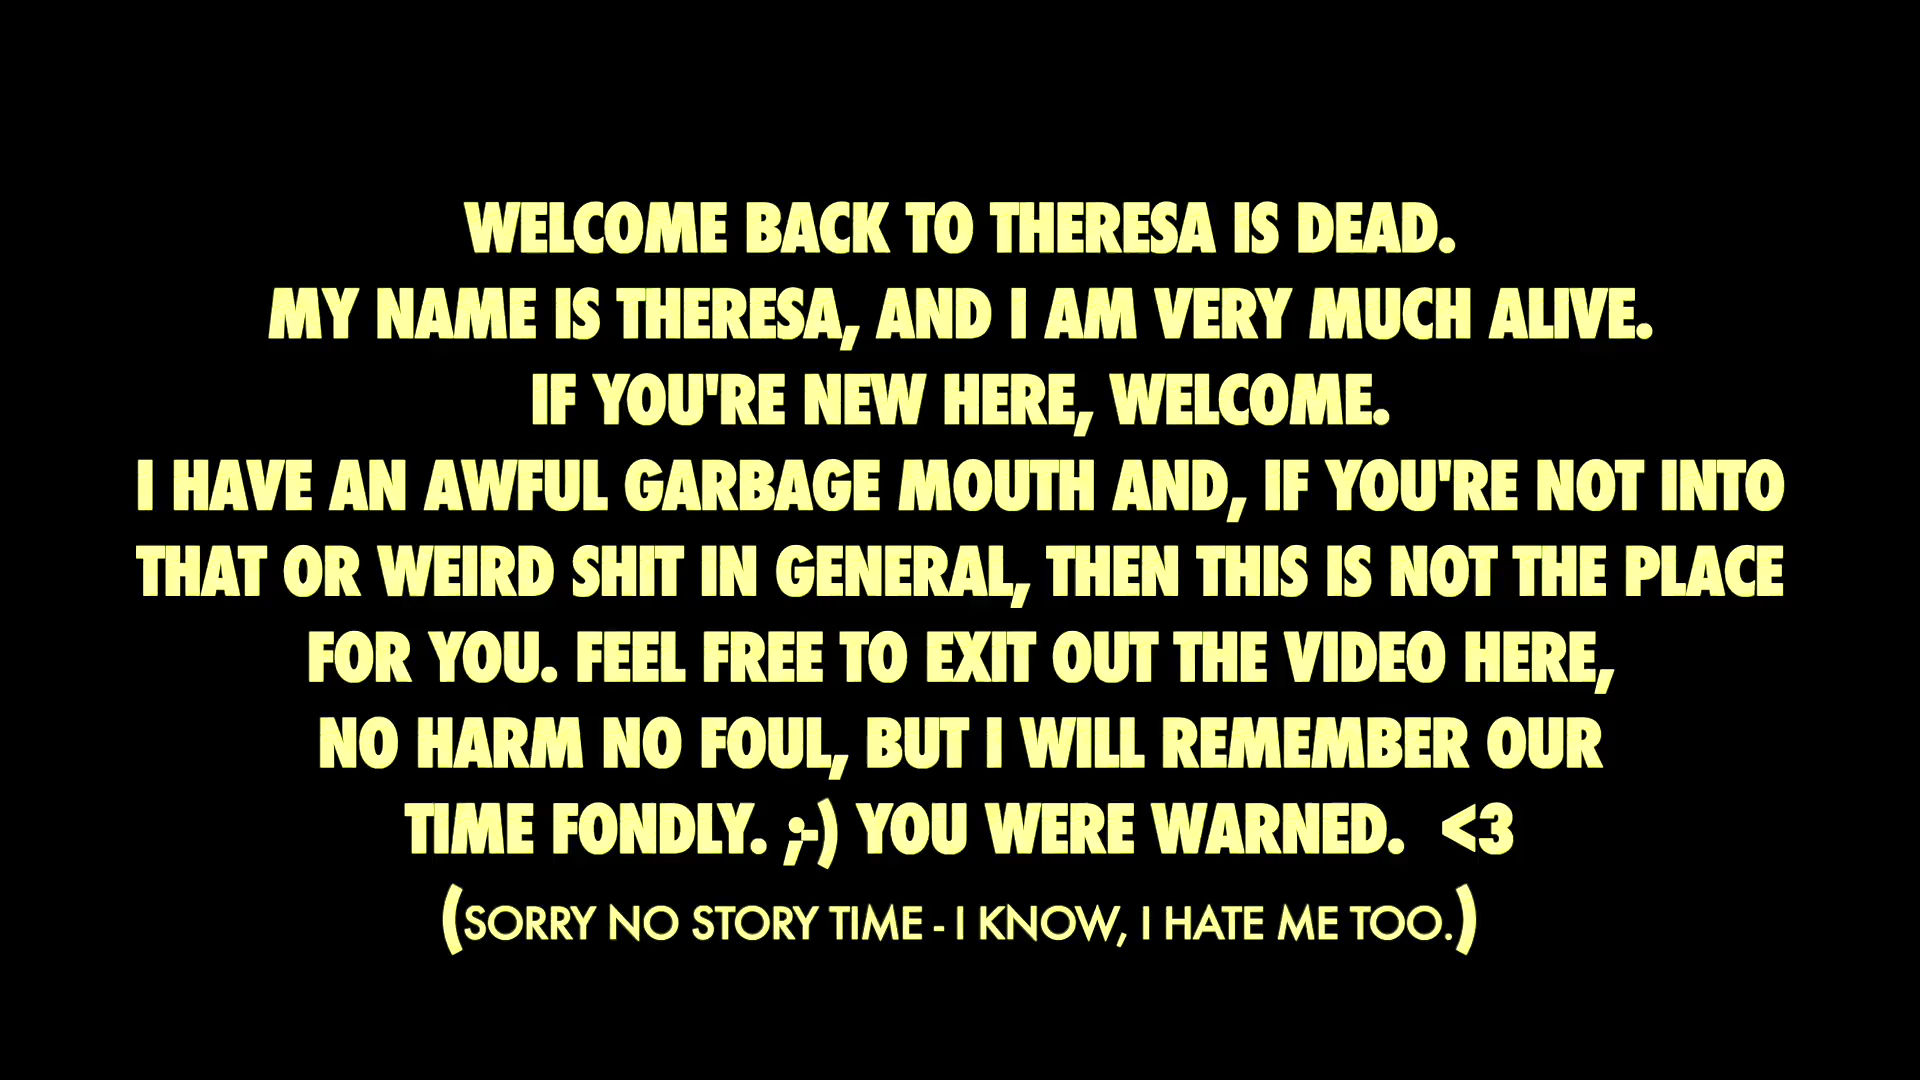 WELCOME BACK TO THERESA IS DEAD.
MY NAME IS THERESA, AND I AM VERY MUCH ALIVE.
IF YOU'RE NEW HERE, WELCOME.
I HAVE AN AWFUL GARBAGE MOUTH AND, IF YOU'RE NOT INTO
THAT OR WEIRD SHIT IN GENERAL, THEN THIS IS NOT THE PLACE
FOR YOU. FEEL FREE TO EXIT OUT THE VIDEO HERE,
NO HARM NO FOUL, BUT I WILL REMEMBER OUR
TIME FONDLY. ;-) YOU WERE WARNED.  <3
(SORRY NO STORY TIME - I KNOW, I HATE ME TOO.)